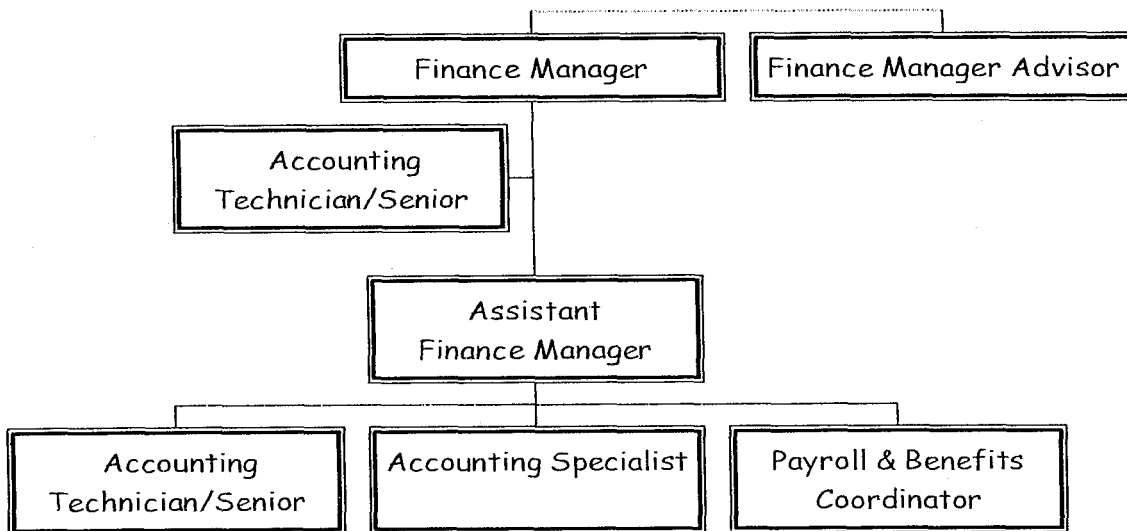 Finance Manager
Finance Manager Advisor
Accounting
Technician/Senior
Assistant
Finance Manager
Accounting
Technician/Senior
Accounting Specialist
Payroll & Benefits
Coordinator